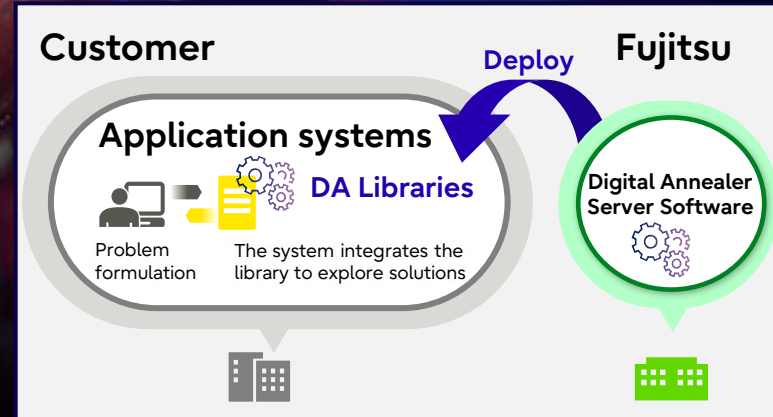 Customer
Deploy
Fujitsu
Application systems
DA Libraries
Problem
formulation
The system integrates the
library to explore solutions
Digital Annealer
Server Software